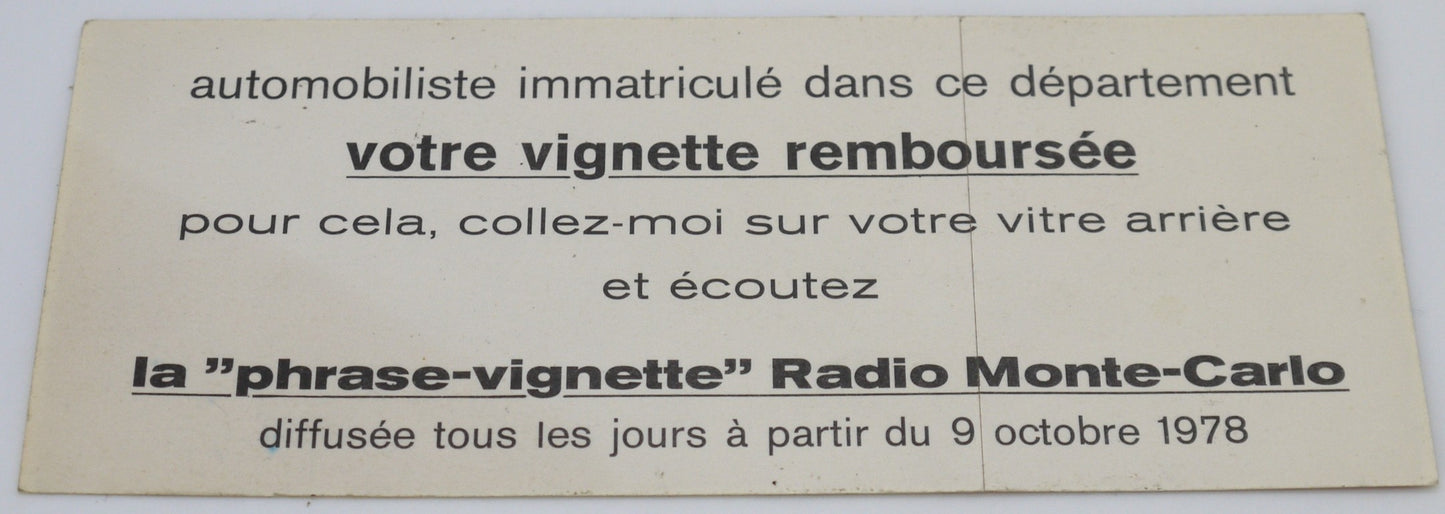 automobiliste immatriculé dans ce département
votre vignette remboursée
pour cela, collez-moi sur votre vitre arrière
et écoutez
la ”phrase-vignette” Radio Monte-Carlo
diffusée tous les jours à partir du 9 octobre 1978